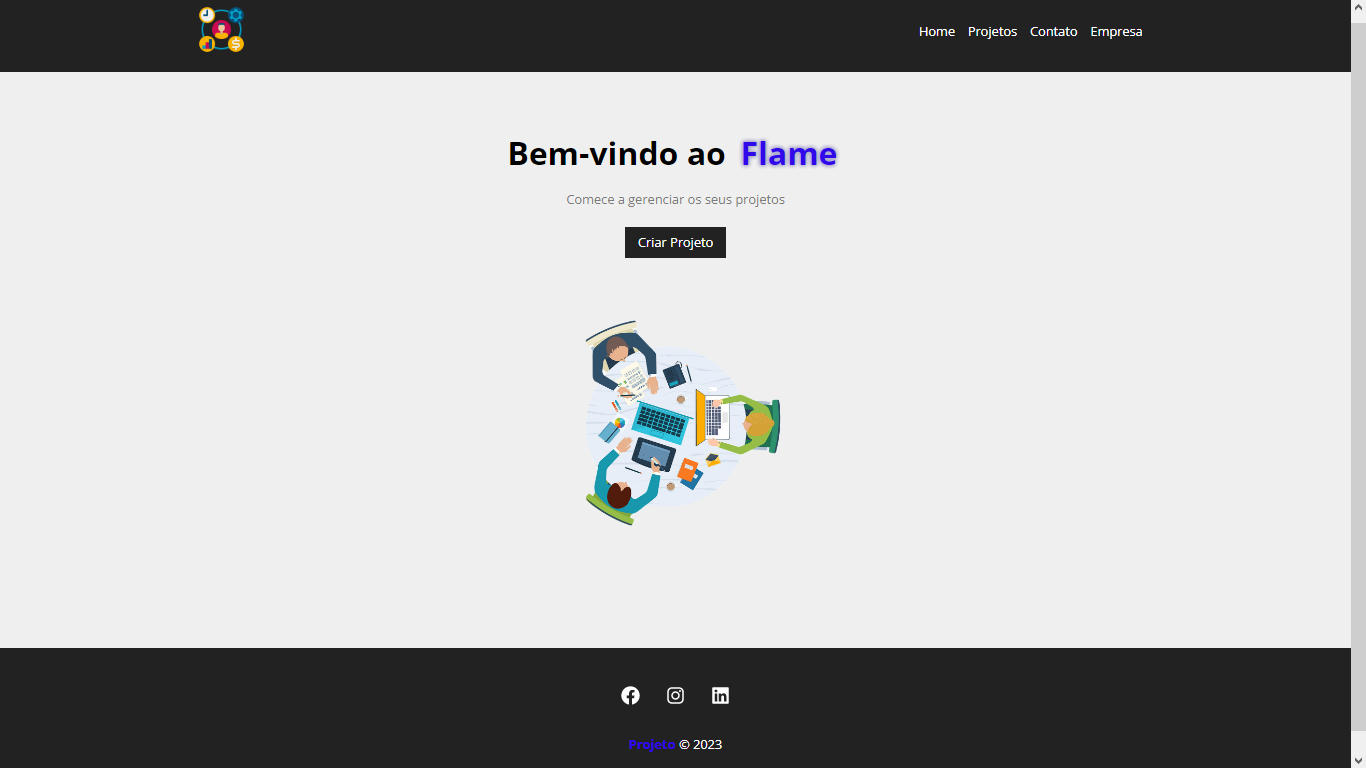 Home Projetos Contato Empresa
Bem-vindo ao Flame
Comece a gerenciar os seus projetos
Criar Projeto
Projeto © 2023